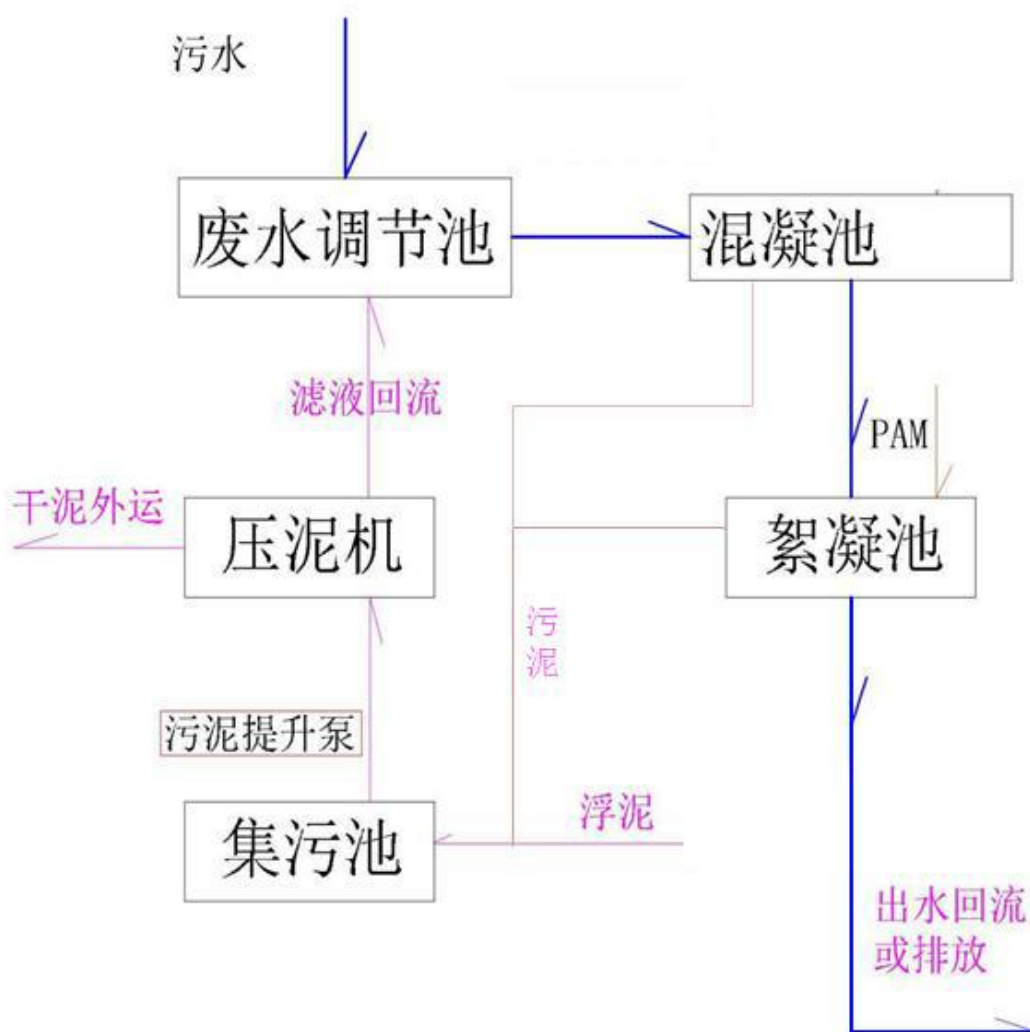 污水
废水调节池
混凝池
滤液回流
PAM
干泥外运
压泥机
絮凝池
污泥
污泥提升泵
浮泥
集污池
出水回流
或排放